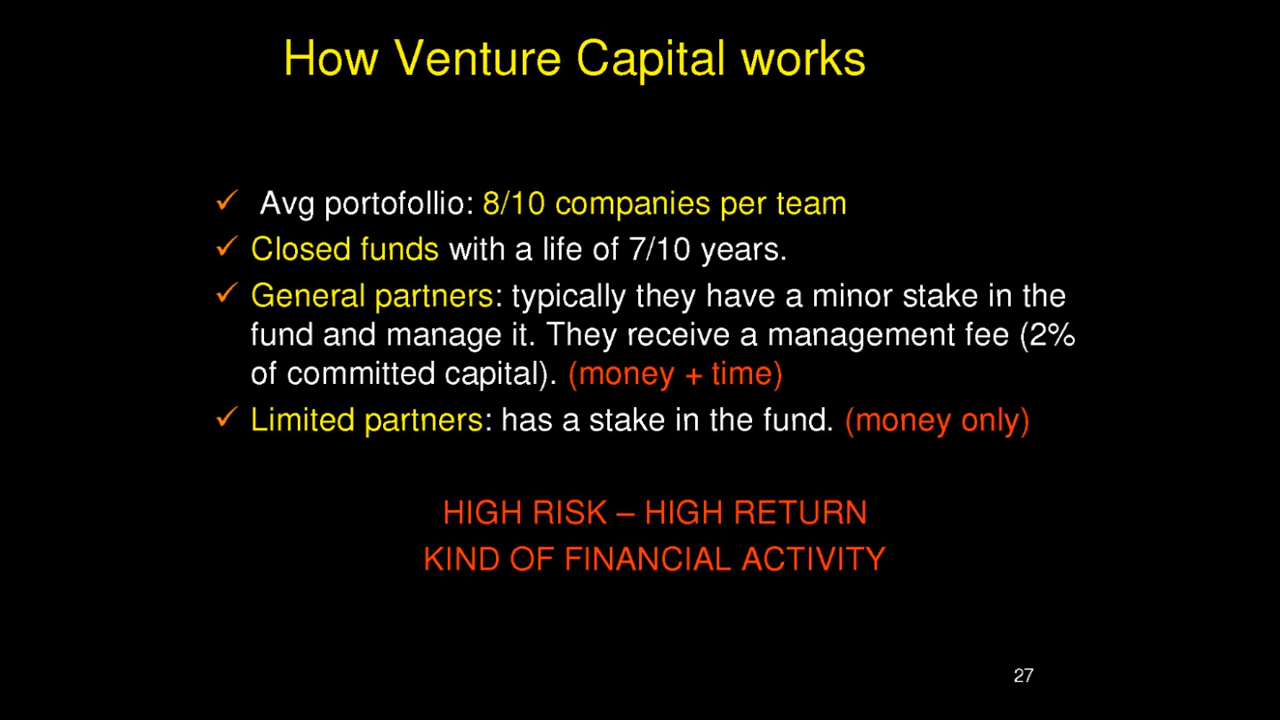 How Venture Capital works
✓ Avg portofollio: 8/10 companies per team
✓ Closed funds with a life of 7/10 years.
✓ General partners: typically they have a minor stake in the
fund and manage it. They receive a management fee (2%
of committed capital). (money + time)
✓ Limited partners: has a stake in the fund. (money only)
HIGH RISK – HIGH RETURN
KIND OF FINANCIAL ACTIVITY
27